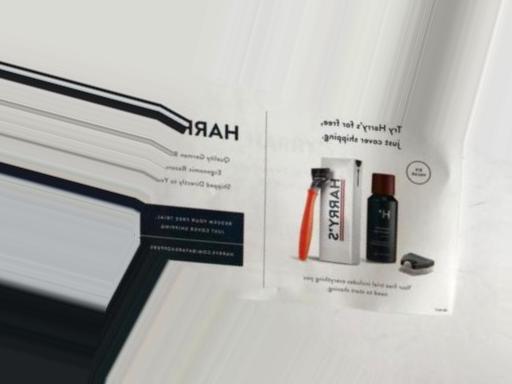 Try Harry's for free,
just cover shipping.
HARRY'S
H.
Your free trial includes everything you
need to start shaving.
HARR
Quality German
Ergonomic Razors.
Shipped Directly to You
REDEEM YOUR FREE TRIAL.
JUST COVER SHIPPING